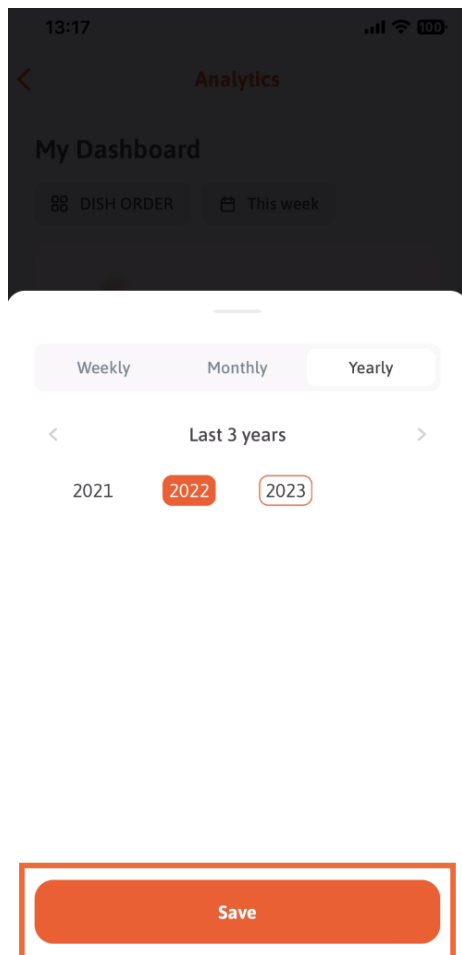 13:17
100
Analytics
My Dashboard
DISH ORDER
This week
Weekly
Monthly
Yearly
Last 3 years
2021
2022
2023
Save